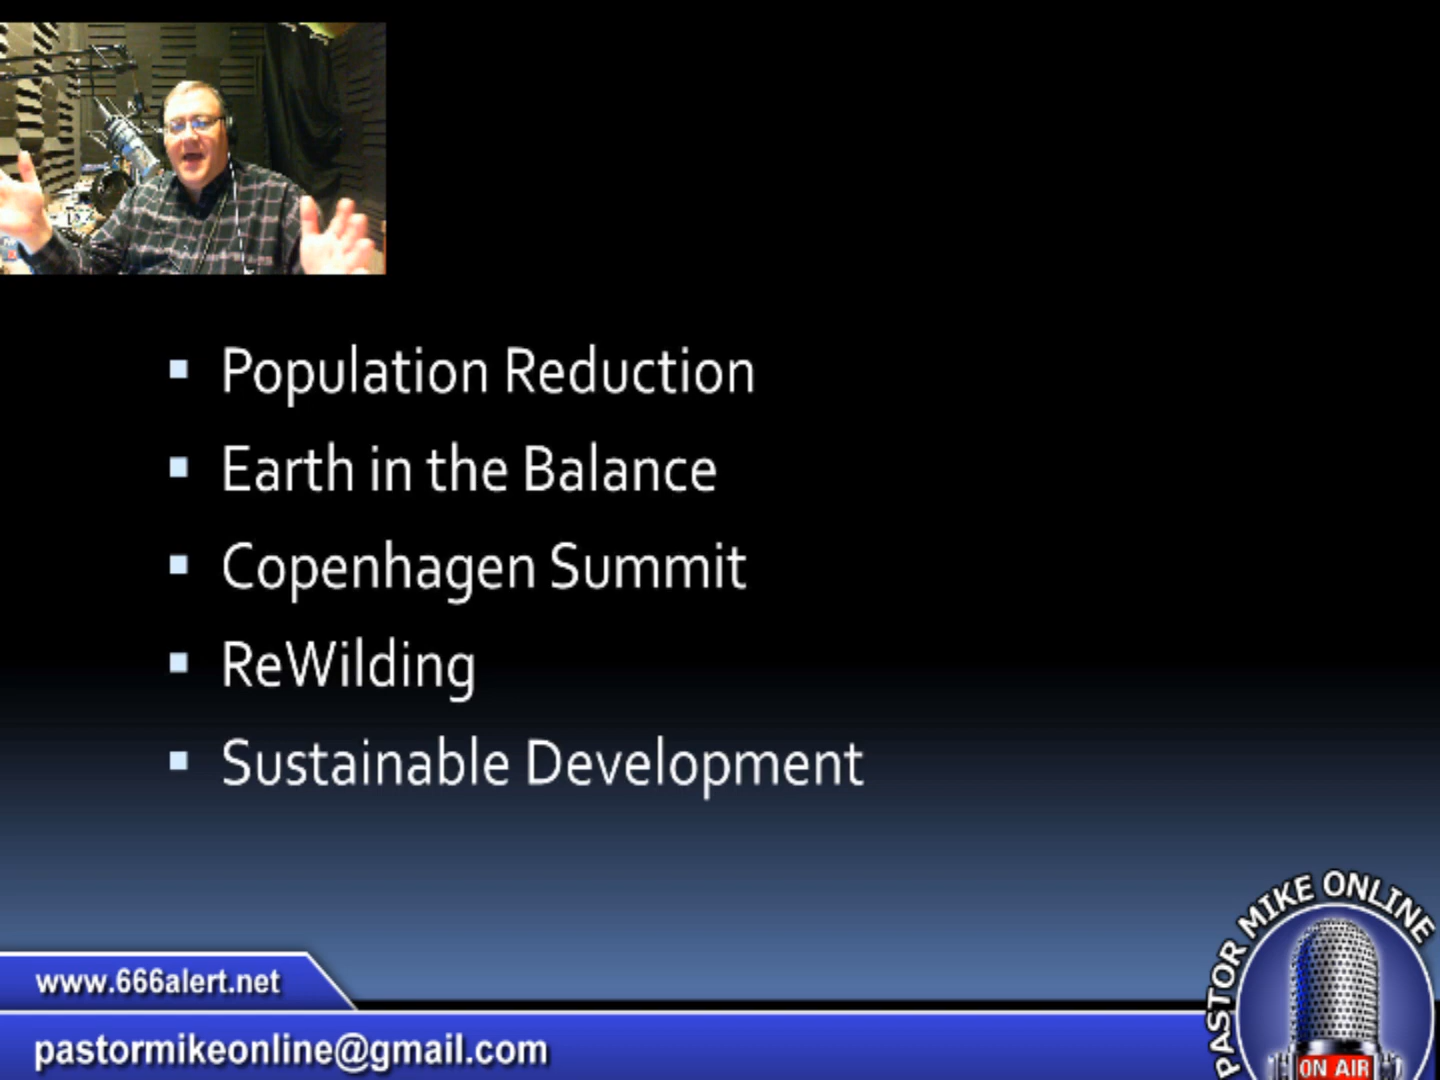 Population Reduction
Earth in the Balance
Copenhagen Summit
ReWilding
Sustainable Development
www.666alert.net
pastormikeonline@gmail.com
PASTOR MIKE ONLINE
ON AIR